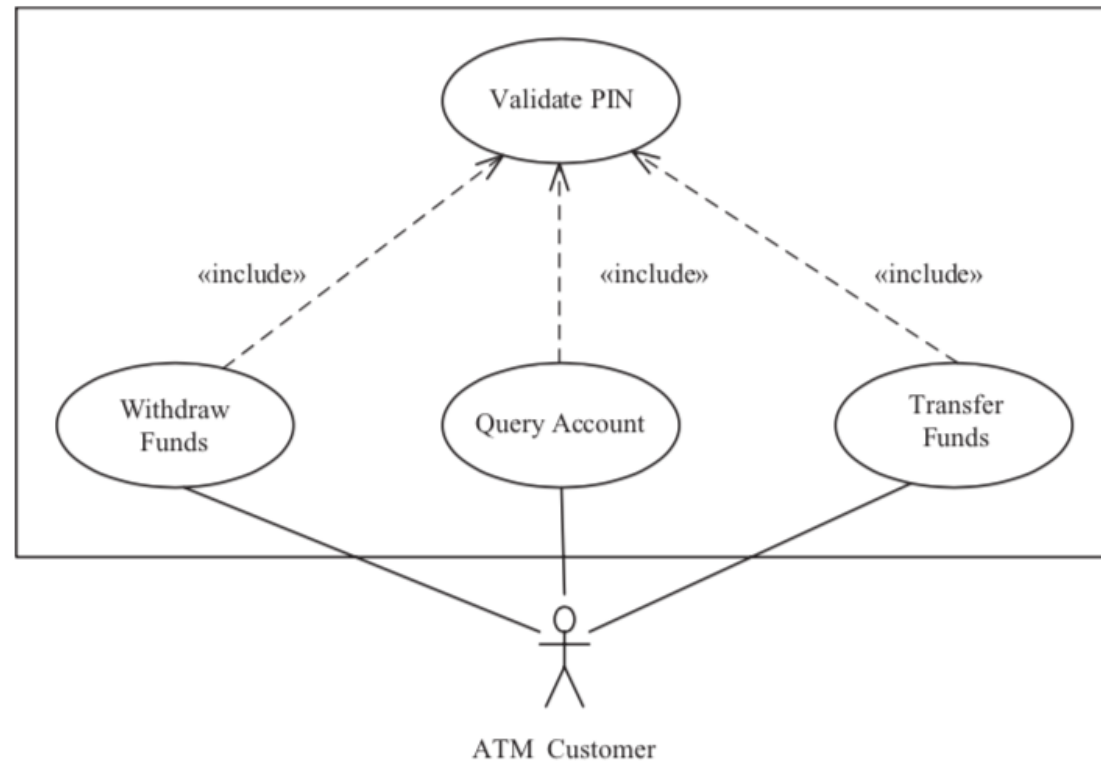 Validate PIN
«include»
«include»
«include»
Withdraw
Funds
Query Account
Transfer
Funds
ATM Customer